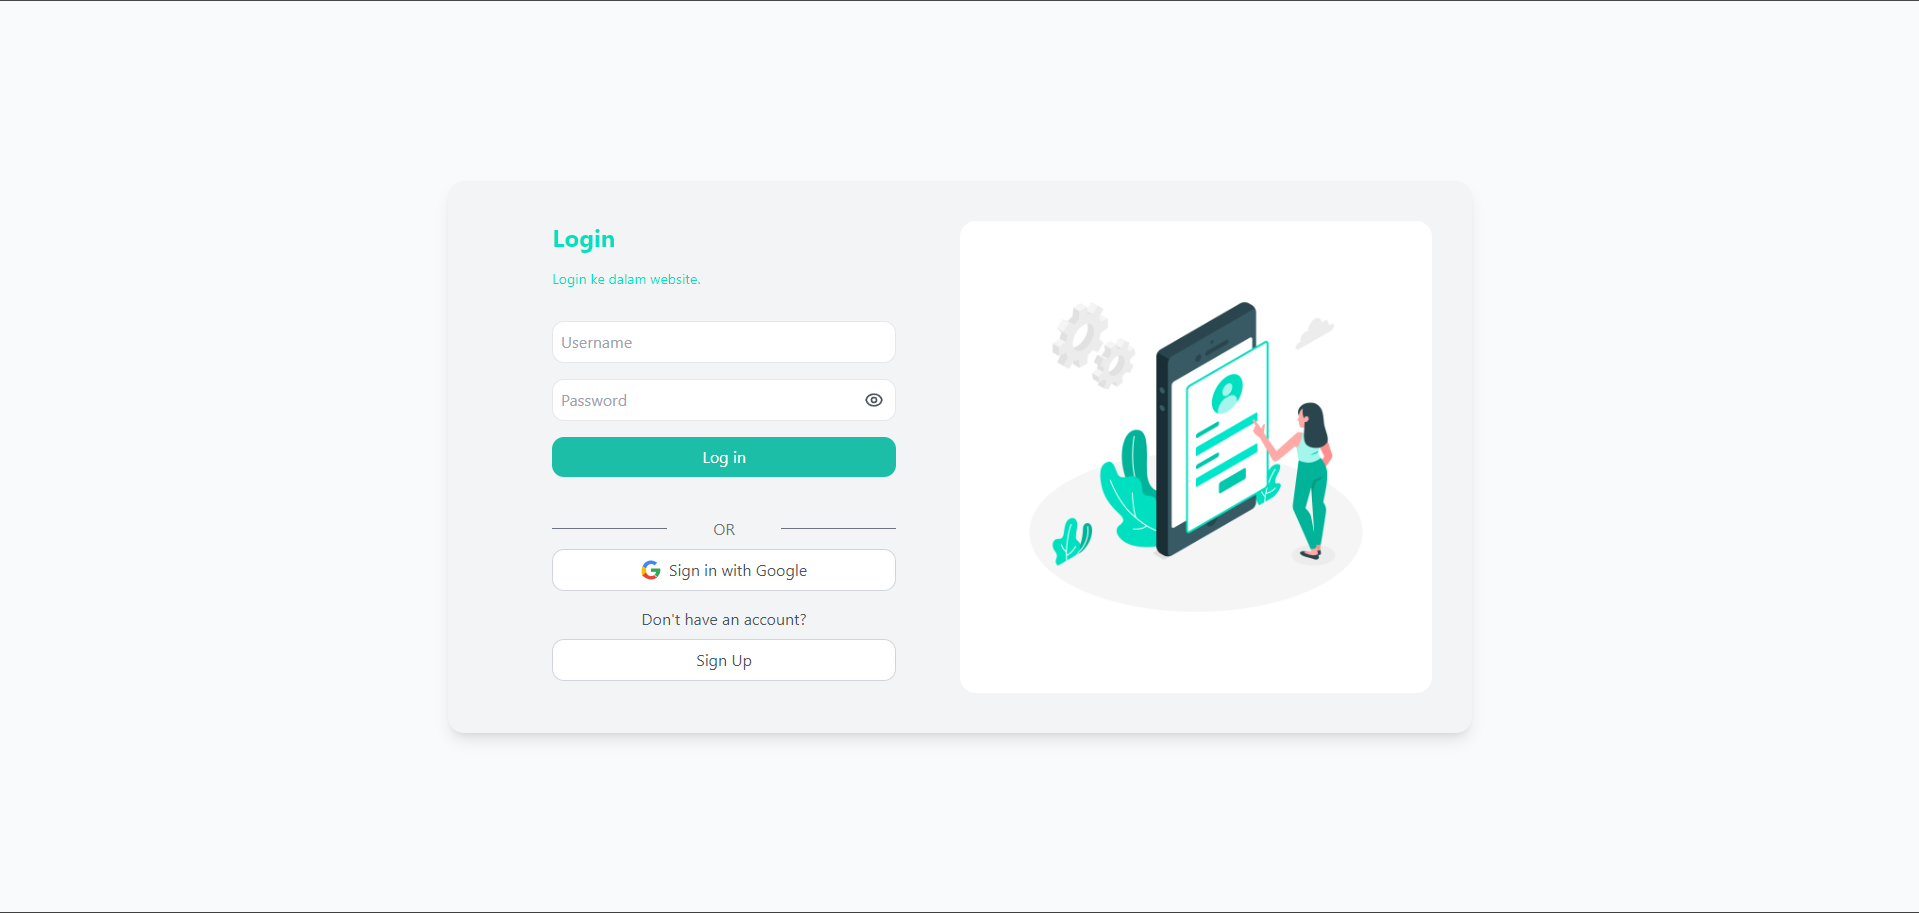 Login
Login ke dalam website.
Username
Password
Log in
OR
Sign in with Google
Don't have an account?
Sign Up